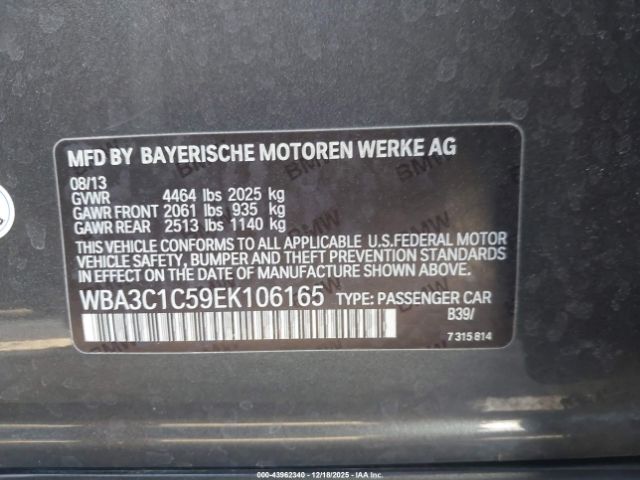 MFD BY BAYERISCHE MOTOREN WERKE AG
08/13
GVWR 4464 lbs 2025 kg
GAWR FRONT 2061 lbs 935 kg
GAWR REAR 2513 lbs 1140 kg
THIS VEHICLE CONFORMS TO ALL APPLICABLE U.S.FEDERAL MOTOR
VEHICLE SAFETY, BUMPER AND THEFT PREVENTION STANDARDS
IN EFFECT ON THE DATE OF MANUFACTURE SHOWN ABOVE.
WBA3C1C59EK106165 TYPE: PASSENGER CAR
B39/
7315814
000-43962340 - 12/18/2025 - IAA Inc.